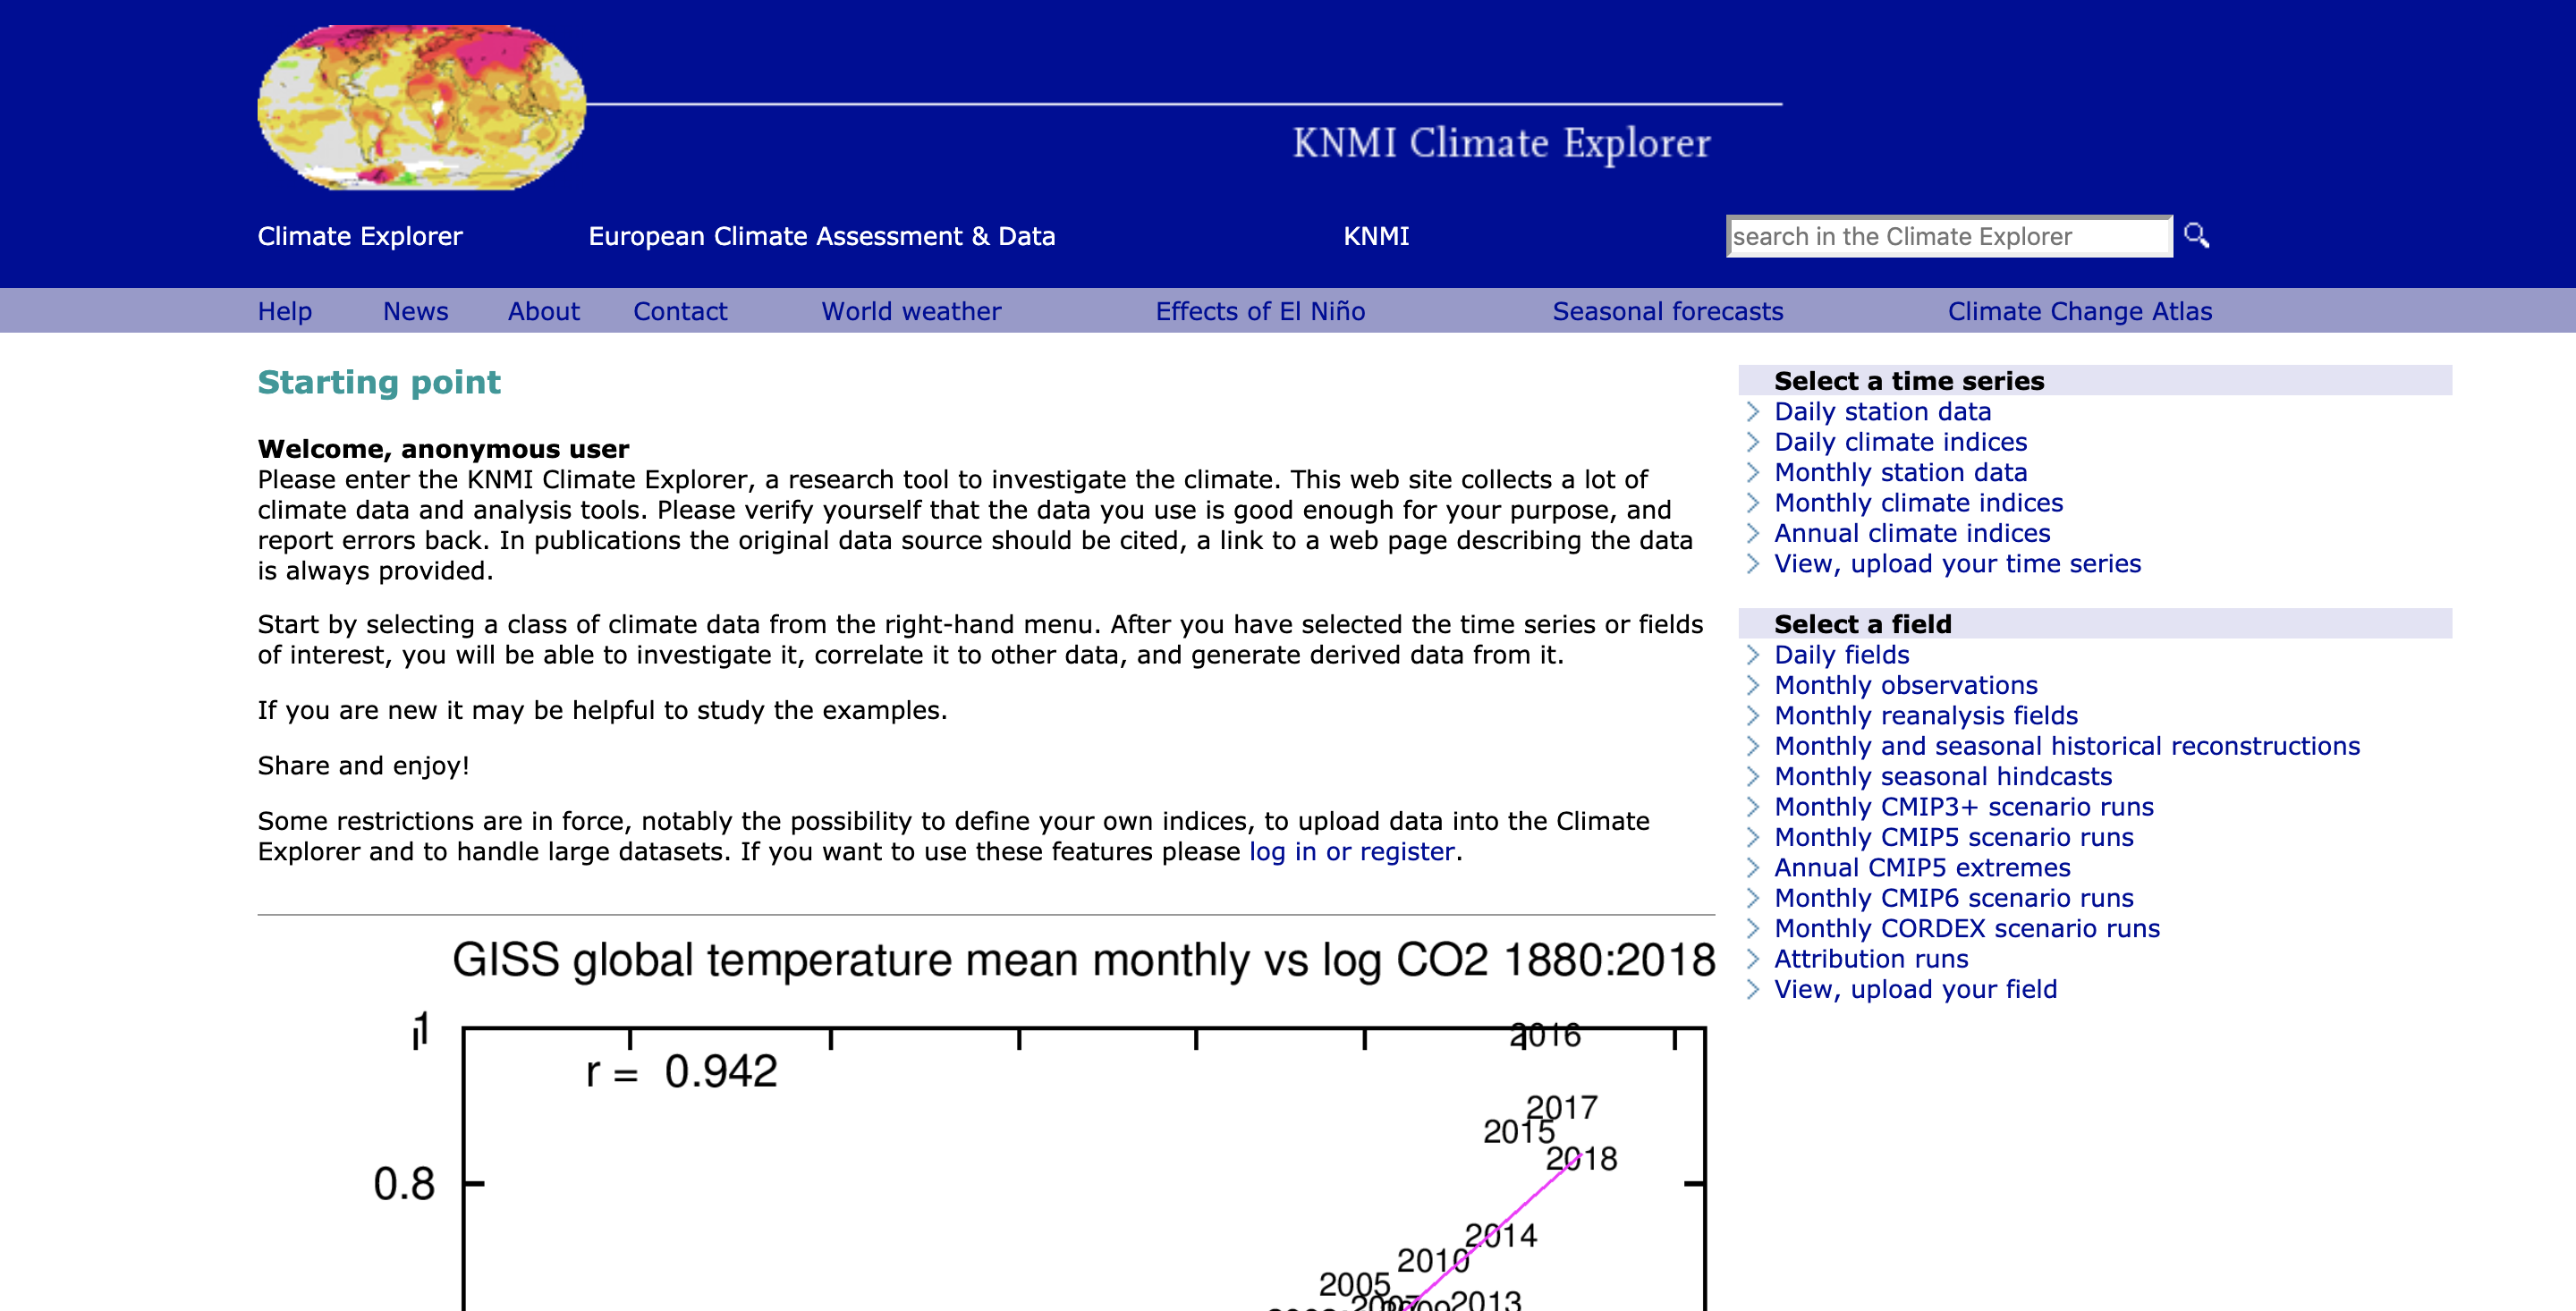 KNMI Climate Explorer
Climate Explorer European Climate Assessment & Data KNMI search in the Climate Explorer
Help News About Contact World weather Effects of El Niño Seasonal forecasts Climate Change Atlas
Starting point
Welcome, anonymous user
Please enter the KNMI Climate Explorer, a research tool to investigate the climate. This web site collects a lot of
climate data and analysis tools. Please verify yourself that the data you use is good enough for your purpose, and
report errors back. In publications the original data source should be cited, a link to a web page describing the data
is always provided.
Start by selecting a class of climate data from the right-hand menu. After you have selected the time series or fields
of interest, you will be able to investigate it, correlate it to other data, and generate derived data from it.
If you are new it may be helpful to study the examples.
Share and enjoy!
Some restrictions are in force, notably the possibility to define your own indices, to upload data into the Climate
Explorer and to handle large datasets. If you want to use these features please log in or register.
GISS global temperature mean monthly vs log CO2 1880:2018
1
2016
r = 0.942
2017
2015
2018
0.8
2014
2010
2005
2013
Select a time series
Daily station data
Daily climate indices
Monthly station data
Monthly climate indices
Annual climate indices
View, upload your time series
Select a field
Daily fields
Monthly observations
Monthly reanalysis fields
Monthly and seasonal historical reconstructions
Monthly seasonal hindcasts
Monthly CMIP3+ scenario runs
Monthly CMIP5 scenario runs
Annual CMIP5 extremes
Monthly CMIP6 scenario runs
Monthly CORDEX scenario runs
Attribution runs
View, upload your field